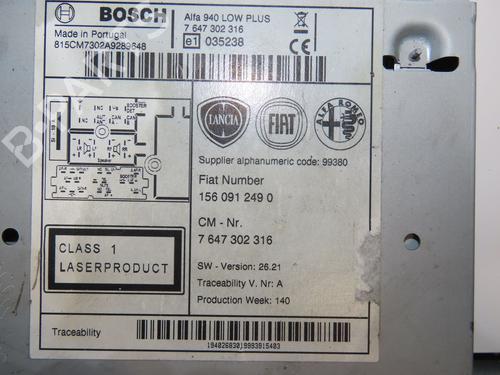 BOSCH
Made in Portugal
815CM7302A9289648
Alfa 940 LOW PLUS
7 647 302 316
e1 035238
LANCIA
FIAT
ALFA ROMEO
Supplier alphanumeric code: 99380
Fiat Number
156 091 249 0
CM - Nr.
7 647 302 316
CLASS 1
LASERPRODUCT
SW - Version: 26.21
Traceability V. Nr: A
Production Week: 140
Traceability